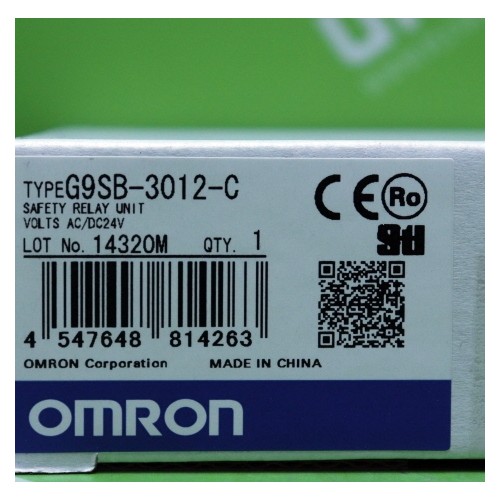 TYPE G9SB-3012-C
SAFETY RELAY UNIT
VOLTS AC/DC24V
LOT No. 14320M QTY. 1
4 547648 814263
OMRON Corporation MADE IN CHINA
OMRON
CE
Ro